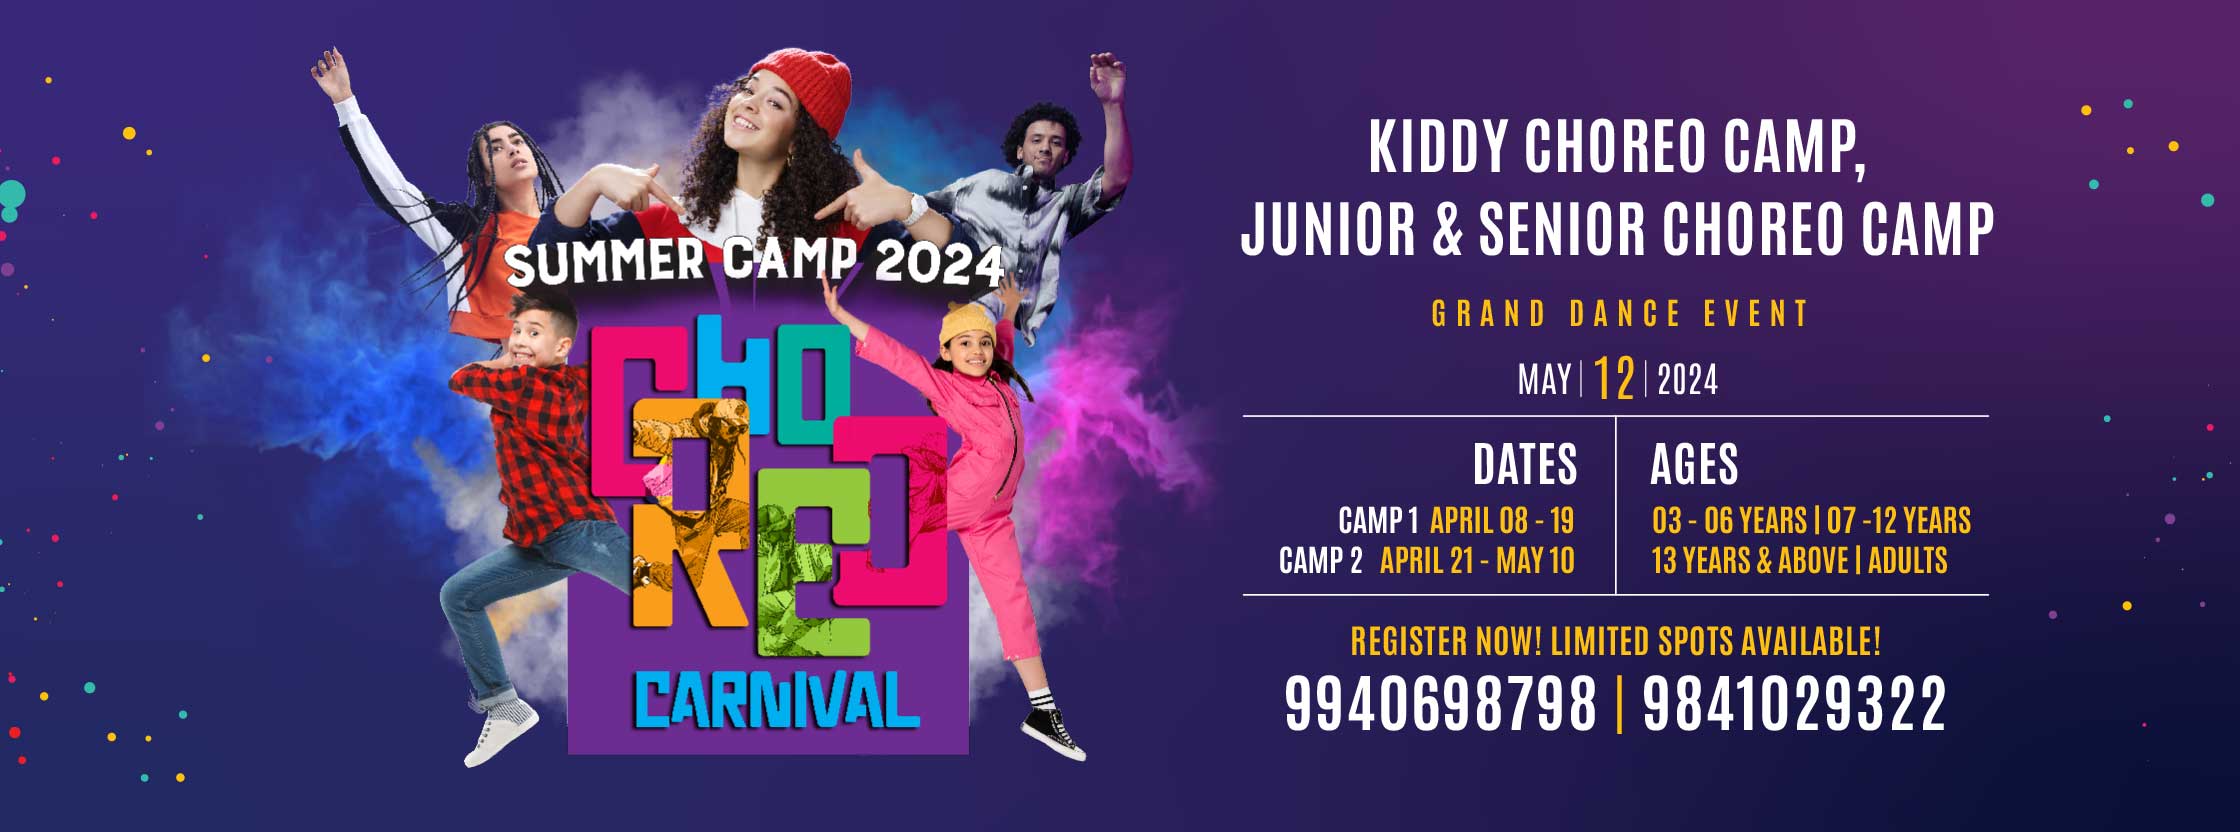 SUMMER CAMP 2024
CHO
REO
CARNIVAL
KIDDY CHOREO CAMP,
JUNIOR & SENIOR CHOREO CAMP
GRAND DANCE EVENT
MAY | 12 | 2024
DATES
CAMP 1 APRIL 08 - 19
CAMP 2 APRIL 21 - MAY 10
AGES
03 - 06 YEARS | 07 -12 YEARS
13 YEARS & ABOVE | ADULTS
REGISTER NOW! LIMITED SPOTS AVAILABLE!
9940698798 | 9841029322